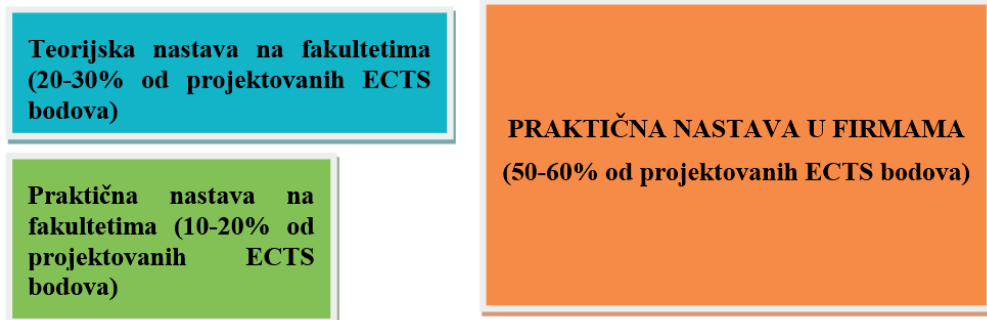 Teorijska nastava na fakultetima
(20-30% od projektovanih ECTS
bodova)
Praktična nastava na
fakultetima (10-20% od
projektovanih ECTS
bodova)
PRAKTIČNA NASTAVA U FIRMAMA
(50-60% od projektovanih ECTS bodova)